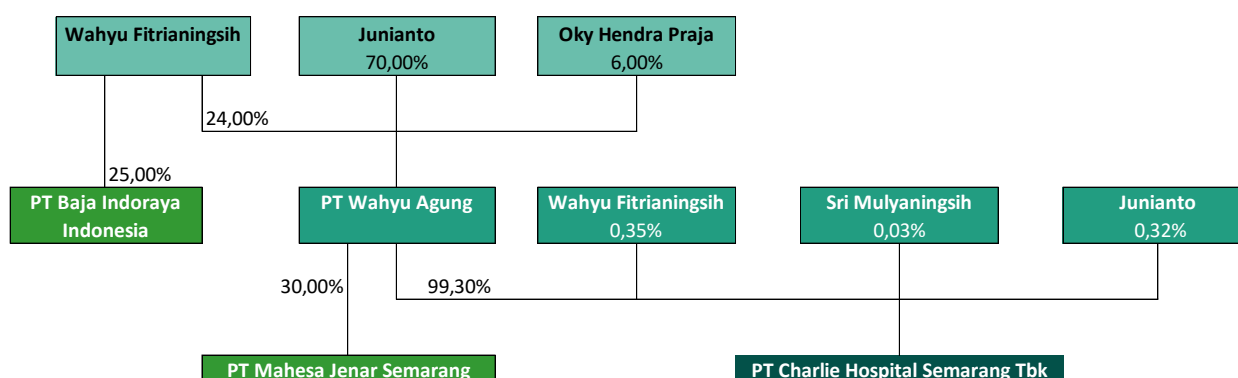 Wahyu Fitrianingsih
Junianto
70,00%
Oky Hendra Praja
6,00%
24,00%
25,00%
PT Baja Indoraya
Indonesia
PT Wahyu Agung
Wahyu Fitrianingsih
0,35%
Sri Mulyaningsih
0,03%
Junianto
0,32%
30,00%
99,30%
PT Mahesa Jenar Semarang
PT Charlie Hospital Semarang Tbk